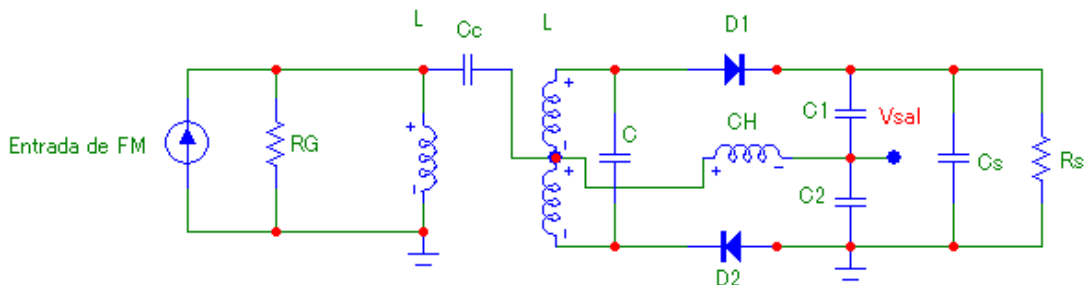 L
Cc
L
D1
Entrada de FM
RG
C
CH
C1
Vsal
C2
Cs
Rs
D2